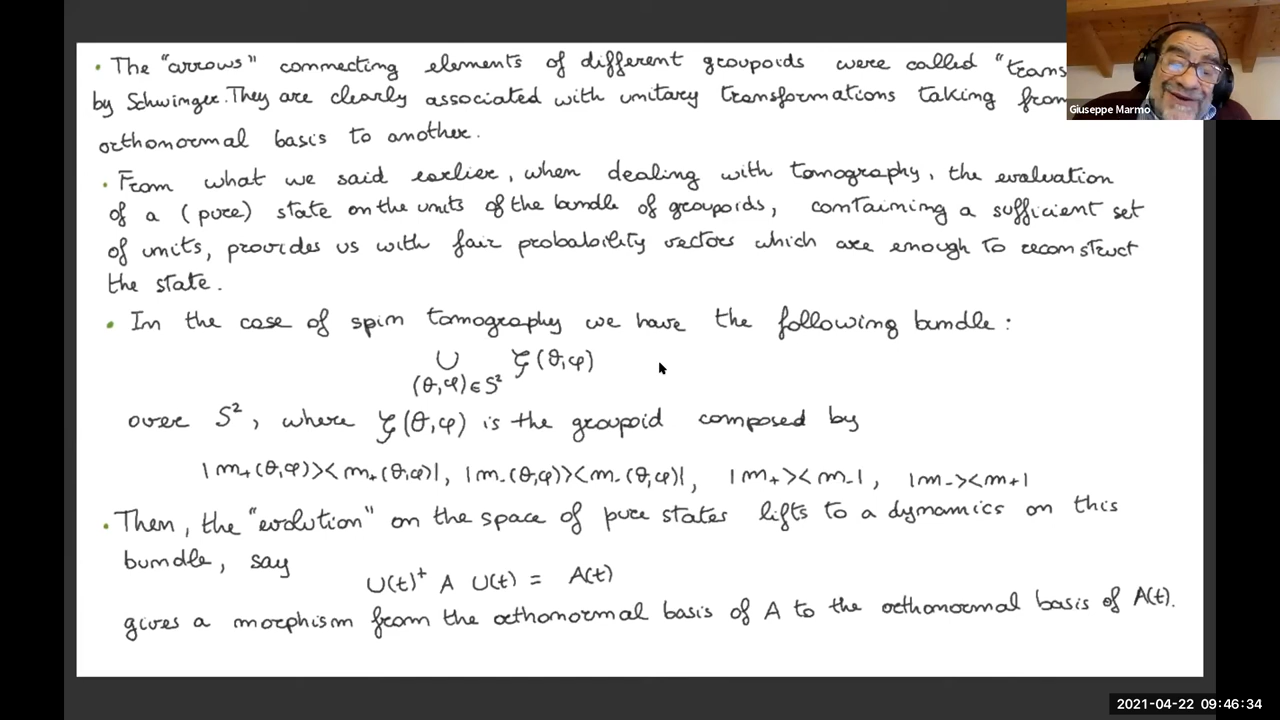 • The "arrows" connecting elements of different groupoids were called "trans
by Schwinger. They are clearly associated with unitary transformations taking from
orthonormal basis to another.
• From what we said earlier, when dealing with tomography, the evaluation
of a (pure) state on the units of the bundle of groupoids, containing a sufficient set
of units, provides us with fair probability vectors which are enough to reconstruct
the state.
• In the case of spin tomography we have the following bundle:
∪ ζ(θ,φ)
(θ,φ)∈S²
over S², where ζ(θ,φ) is the groupoid composed by
|m₊(θ,φ)><m₊(θ,φ)|, |m₋(θ,φ)><m₋(θ,φ)|, |m₊><m₋|, |m₋><m₊|
• Then, the "evolution" on the space of pure states lifts to a dynamics on this
bundle, say
U(t)⁺ A U(t) = A(t)
gives a morphism from the orthonormal basis of A to the orthonormal basis of A(t).
Giuseppe Marmo
2021-04-22 09:46:34